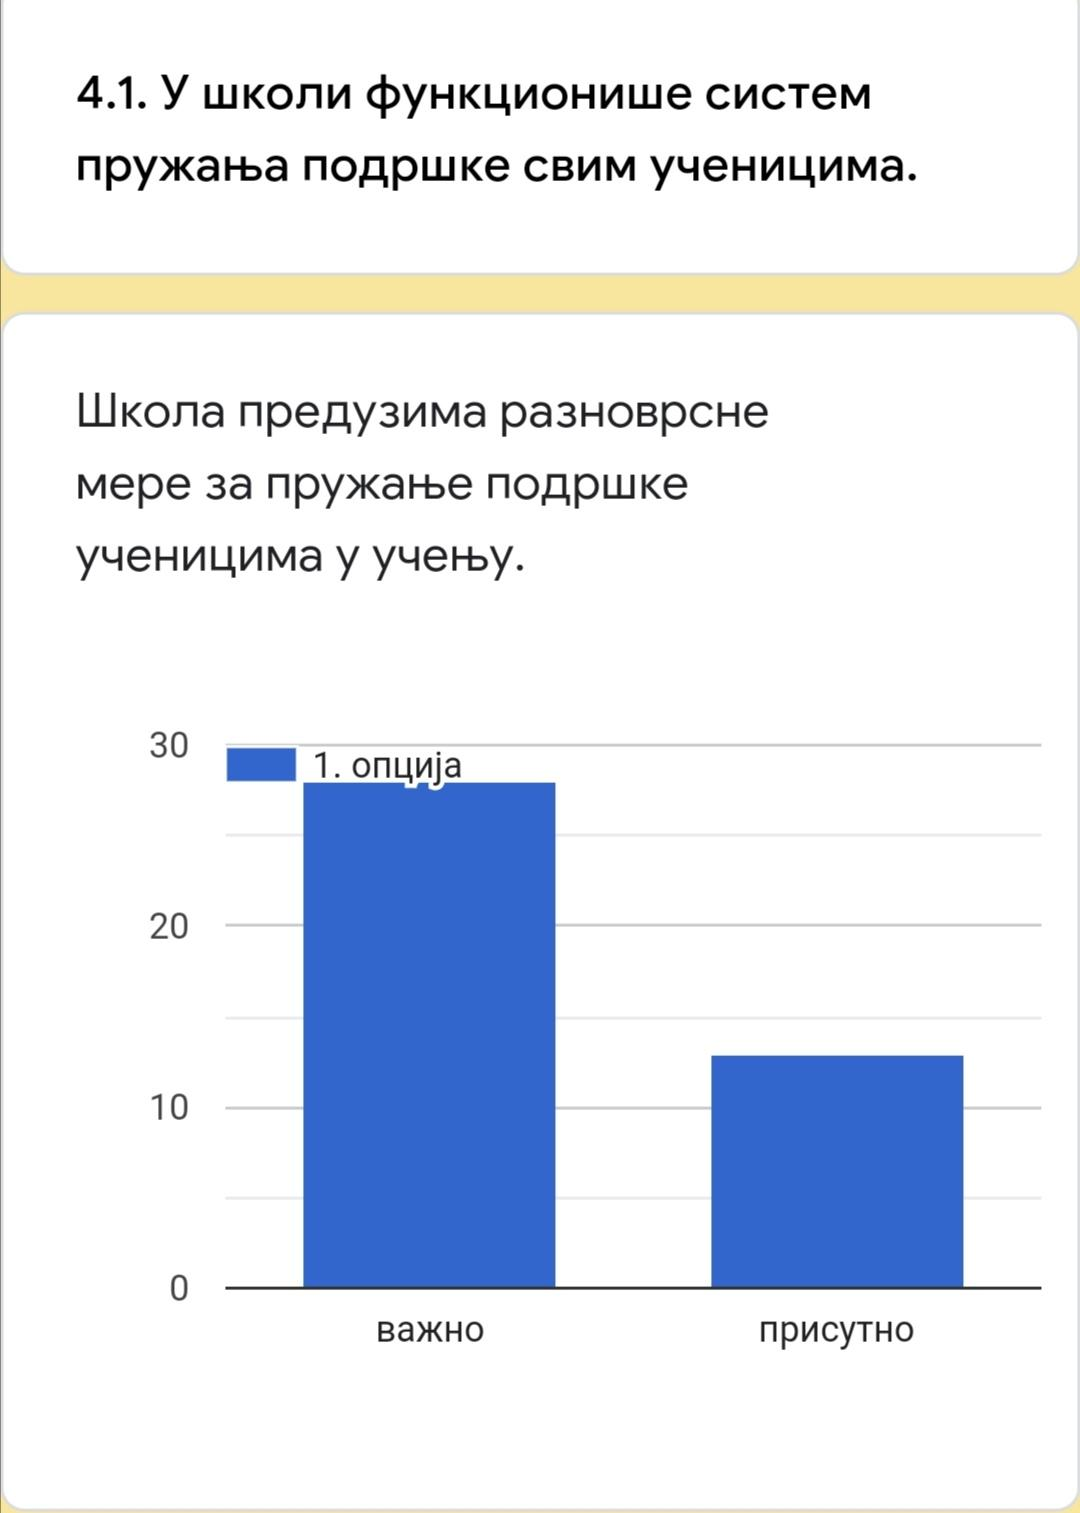 4.1. У школи функционише систем
пружања подршке свим ученицима.
Школа предузима разноврсне
мере за пружање подршке
ученицима у учењу.
30
1. опција
20
10
0
важно
присутно